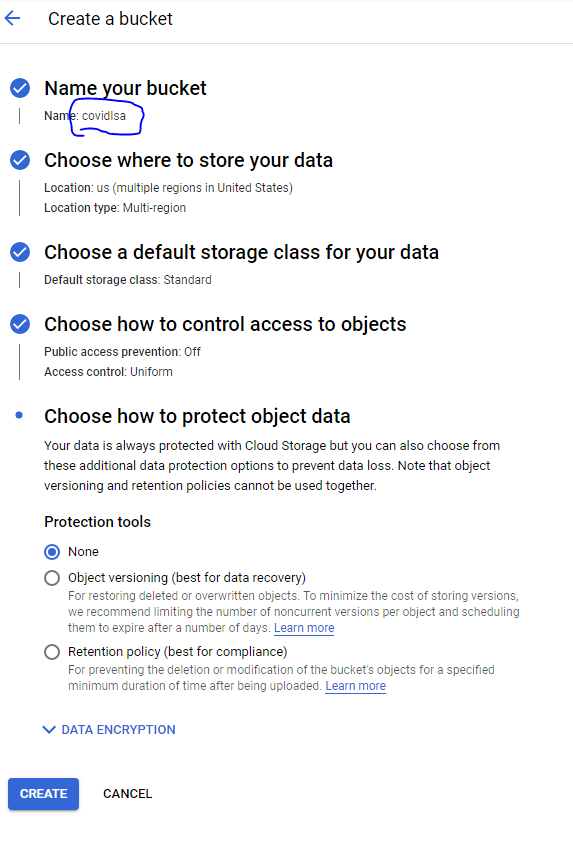 Create a bucket
Name your bucket
Name: covidlsa
Choose where to store your data
Location: us (multiple regions in United States)
Location type: Multi-region
Choose a default storage class for your data
Default storage class: Standard
Choose how to control access to objects
Public access prevention: Off
Access control: Uniform
Choose how to protect object data
Your data is always protected with Cloud Storage but you can also choose from
these additional data protection options to prevent data loss. Note that object
versioning and retention policies cannot be used together.
Protection tools
None
Object versioning (best for data recovery)
For restoring deleted or overwritten objects. To minimize the cost of storing versions,
we recommend limiting the number of noncurrent versions per object and scheduling
them to expire after a number of days. Learn more
Retention policy (best for compliance)
For preventing the deletion or modification of the bucket's objects for a specified
minimum duration of time after being uploaded. Learn more
DATA ENCRYPTION
CREATE CANCEL